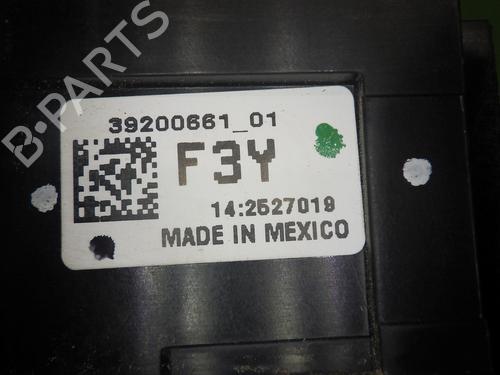 B-PARTS
39200661_01
F3Y
14:2527019
MADE IN MEXICO